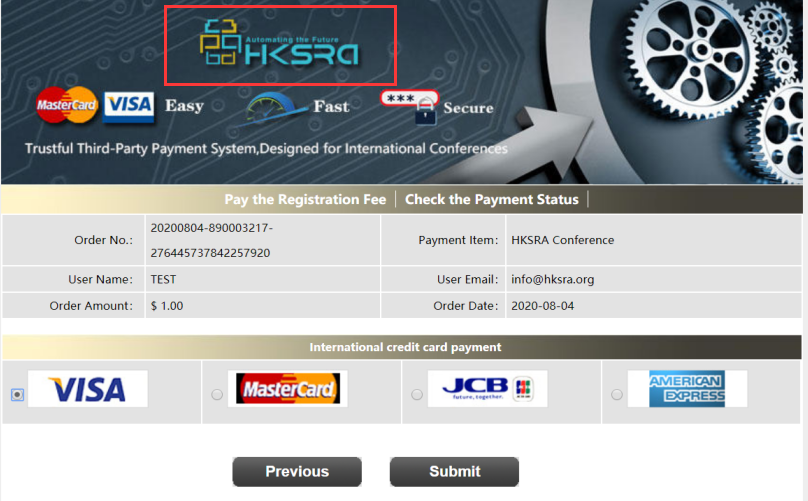 Automating the Future
HKSRA
MasterCard VISA Easy Fast *** Secure
Trustful Third-Party Payment System,Designed for International Conferences
Pay the Registration Fee | Check the Payment Status |
Order No.: 20200804-890003217-
276445737842257920
Payment Item: HKSRA Conference
User Name: TEST
User Email: info@hksra.org
Order Amount: $ 1.00
Order Date: 2020-08-04
International credit card payment
VISA
MasterCard
JCB
future, together.
JCB
AMERICAN
EXPRESS
Previous Submit